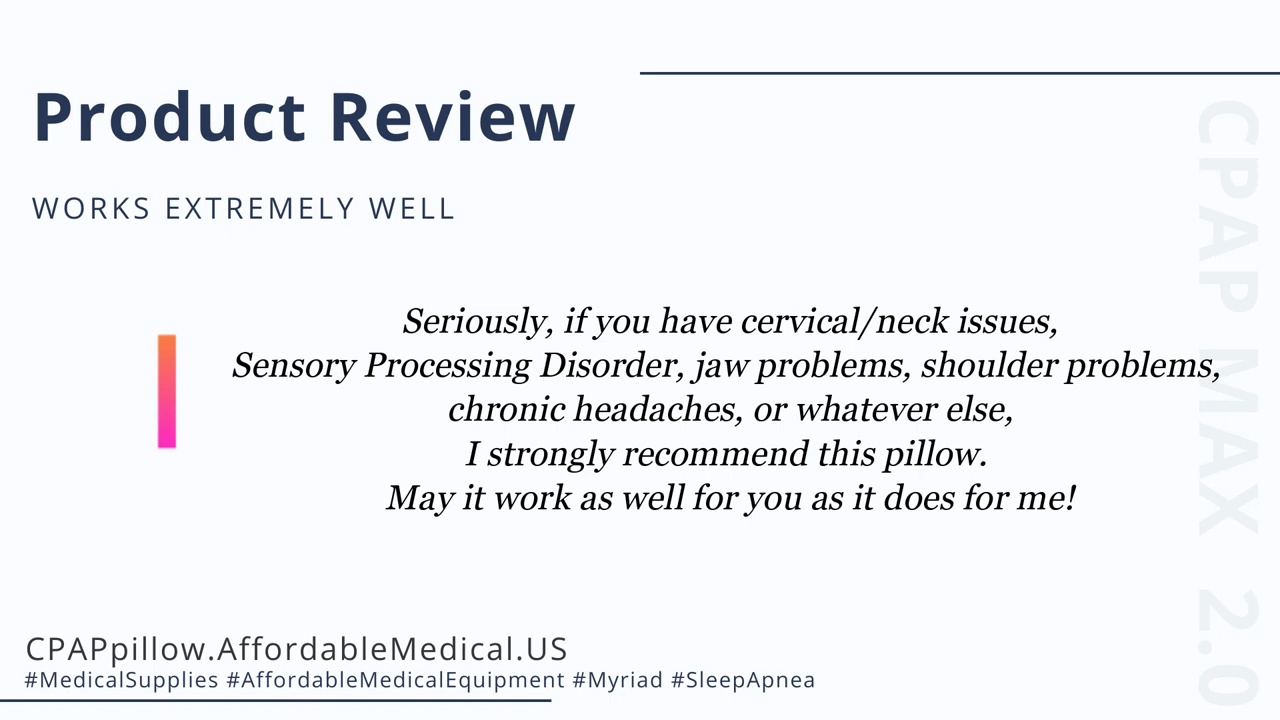 Product Review
WORKS EXTREMELY WELL
Seriously, if you have cervical/neck issues,
Sensory Processing Disorder, jaw problems, shoulder problems,
chronic headaches, or whatever else,
I strongly recommend this pillow.
May it work as well for you as it does for me!
CPAP MAX 2.0
CPAPpillow.AffordableMedical.US
#MedicalSupplies #AffordableMedicalEquipment #Myriad #SleepApnea